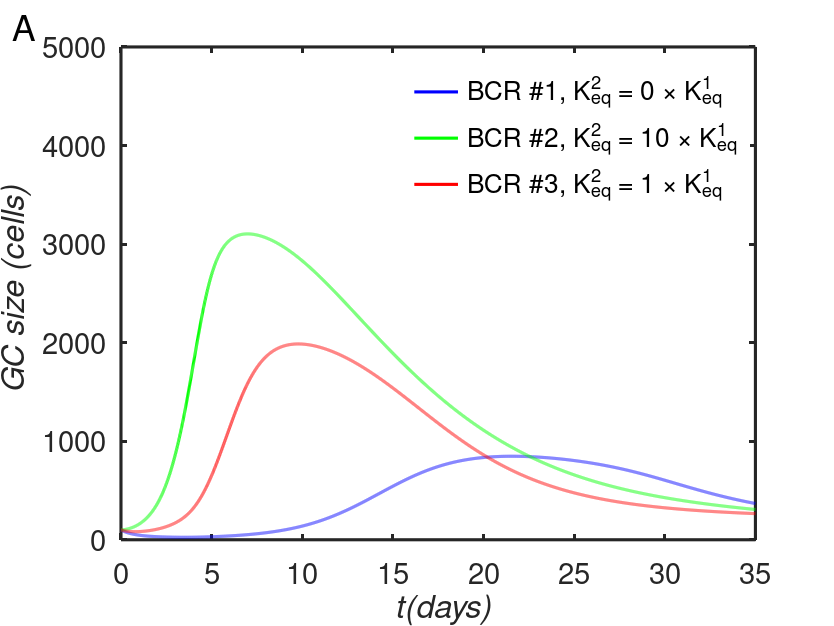 A
5000
4000
3000
2000
1000
0
GC size (cells)
BCR #1, K²eq = 0 × K¹eq
BCR #2, K²eq = 10 × K¹eq
BCR #3, K²eq = 1 × K¹eq
0 5 10 15 20 25 30 35
t(days)